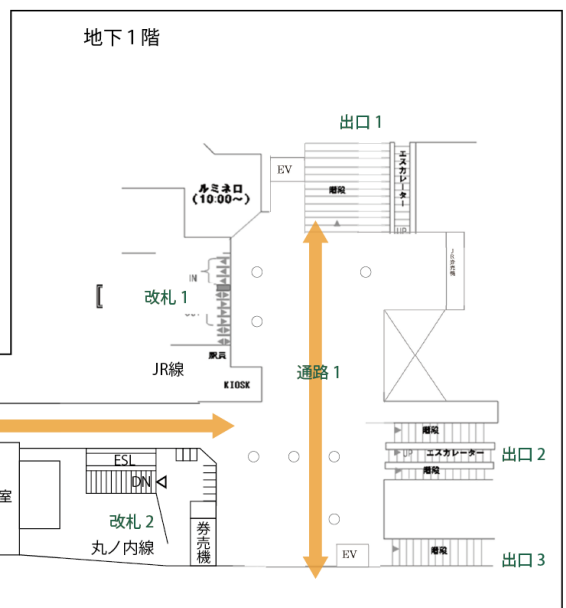 地下1階
出口1
EV
エスカレーター
階段
ルミネ口
(10:00～)
UP
IN
改札1
駅員
JR線
通路1
KIOSK
階段
UP エスカレーター
出口2
階段
ESL
DN
室
改札2
丸ノ内線
券売機
EV
階段
出口3